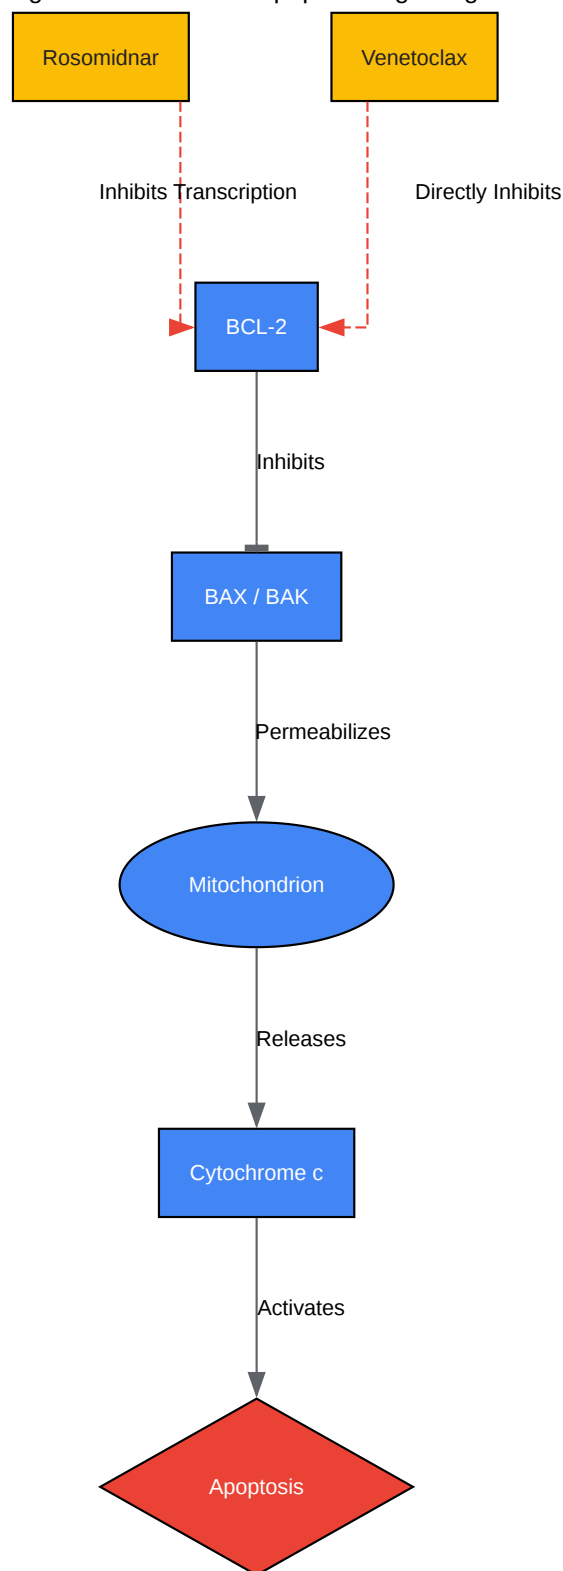 Rosomidnar
Venetoclax
Inhibits Transcription
Directly Inhibits
BCL-2
Inhibits
BAX / BAK
Permeabilizes
Mitochondrion
Releases
Cytochrome c
Activates
Apoptosis